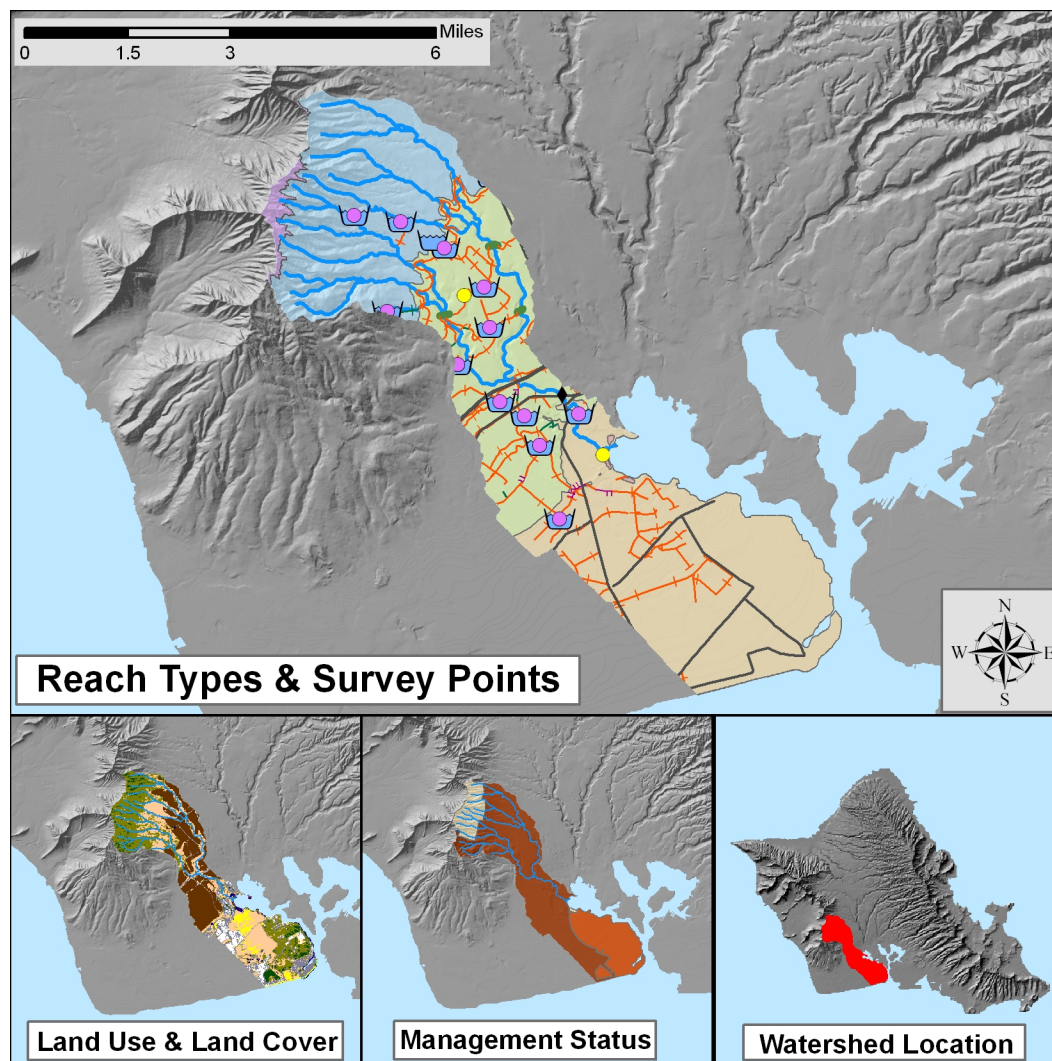 Miles
0 1.5 3 6
N
W E
S
Reach Types & Survey Points
Land Use & Land Cover
Management Status
Watershed Location